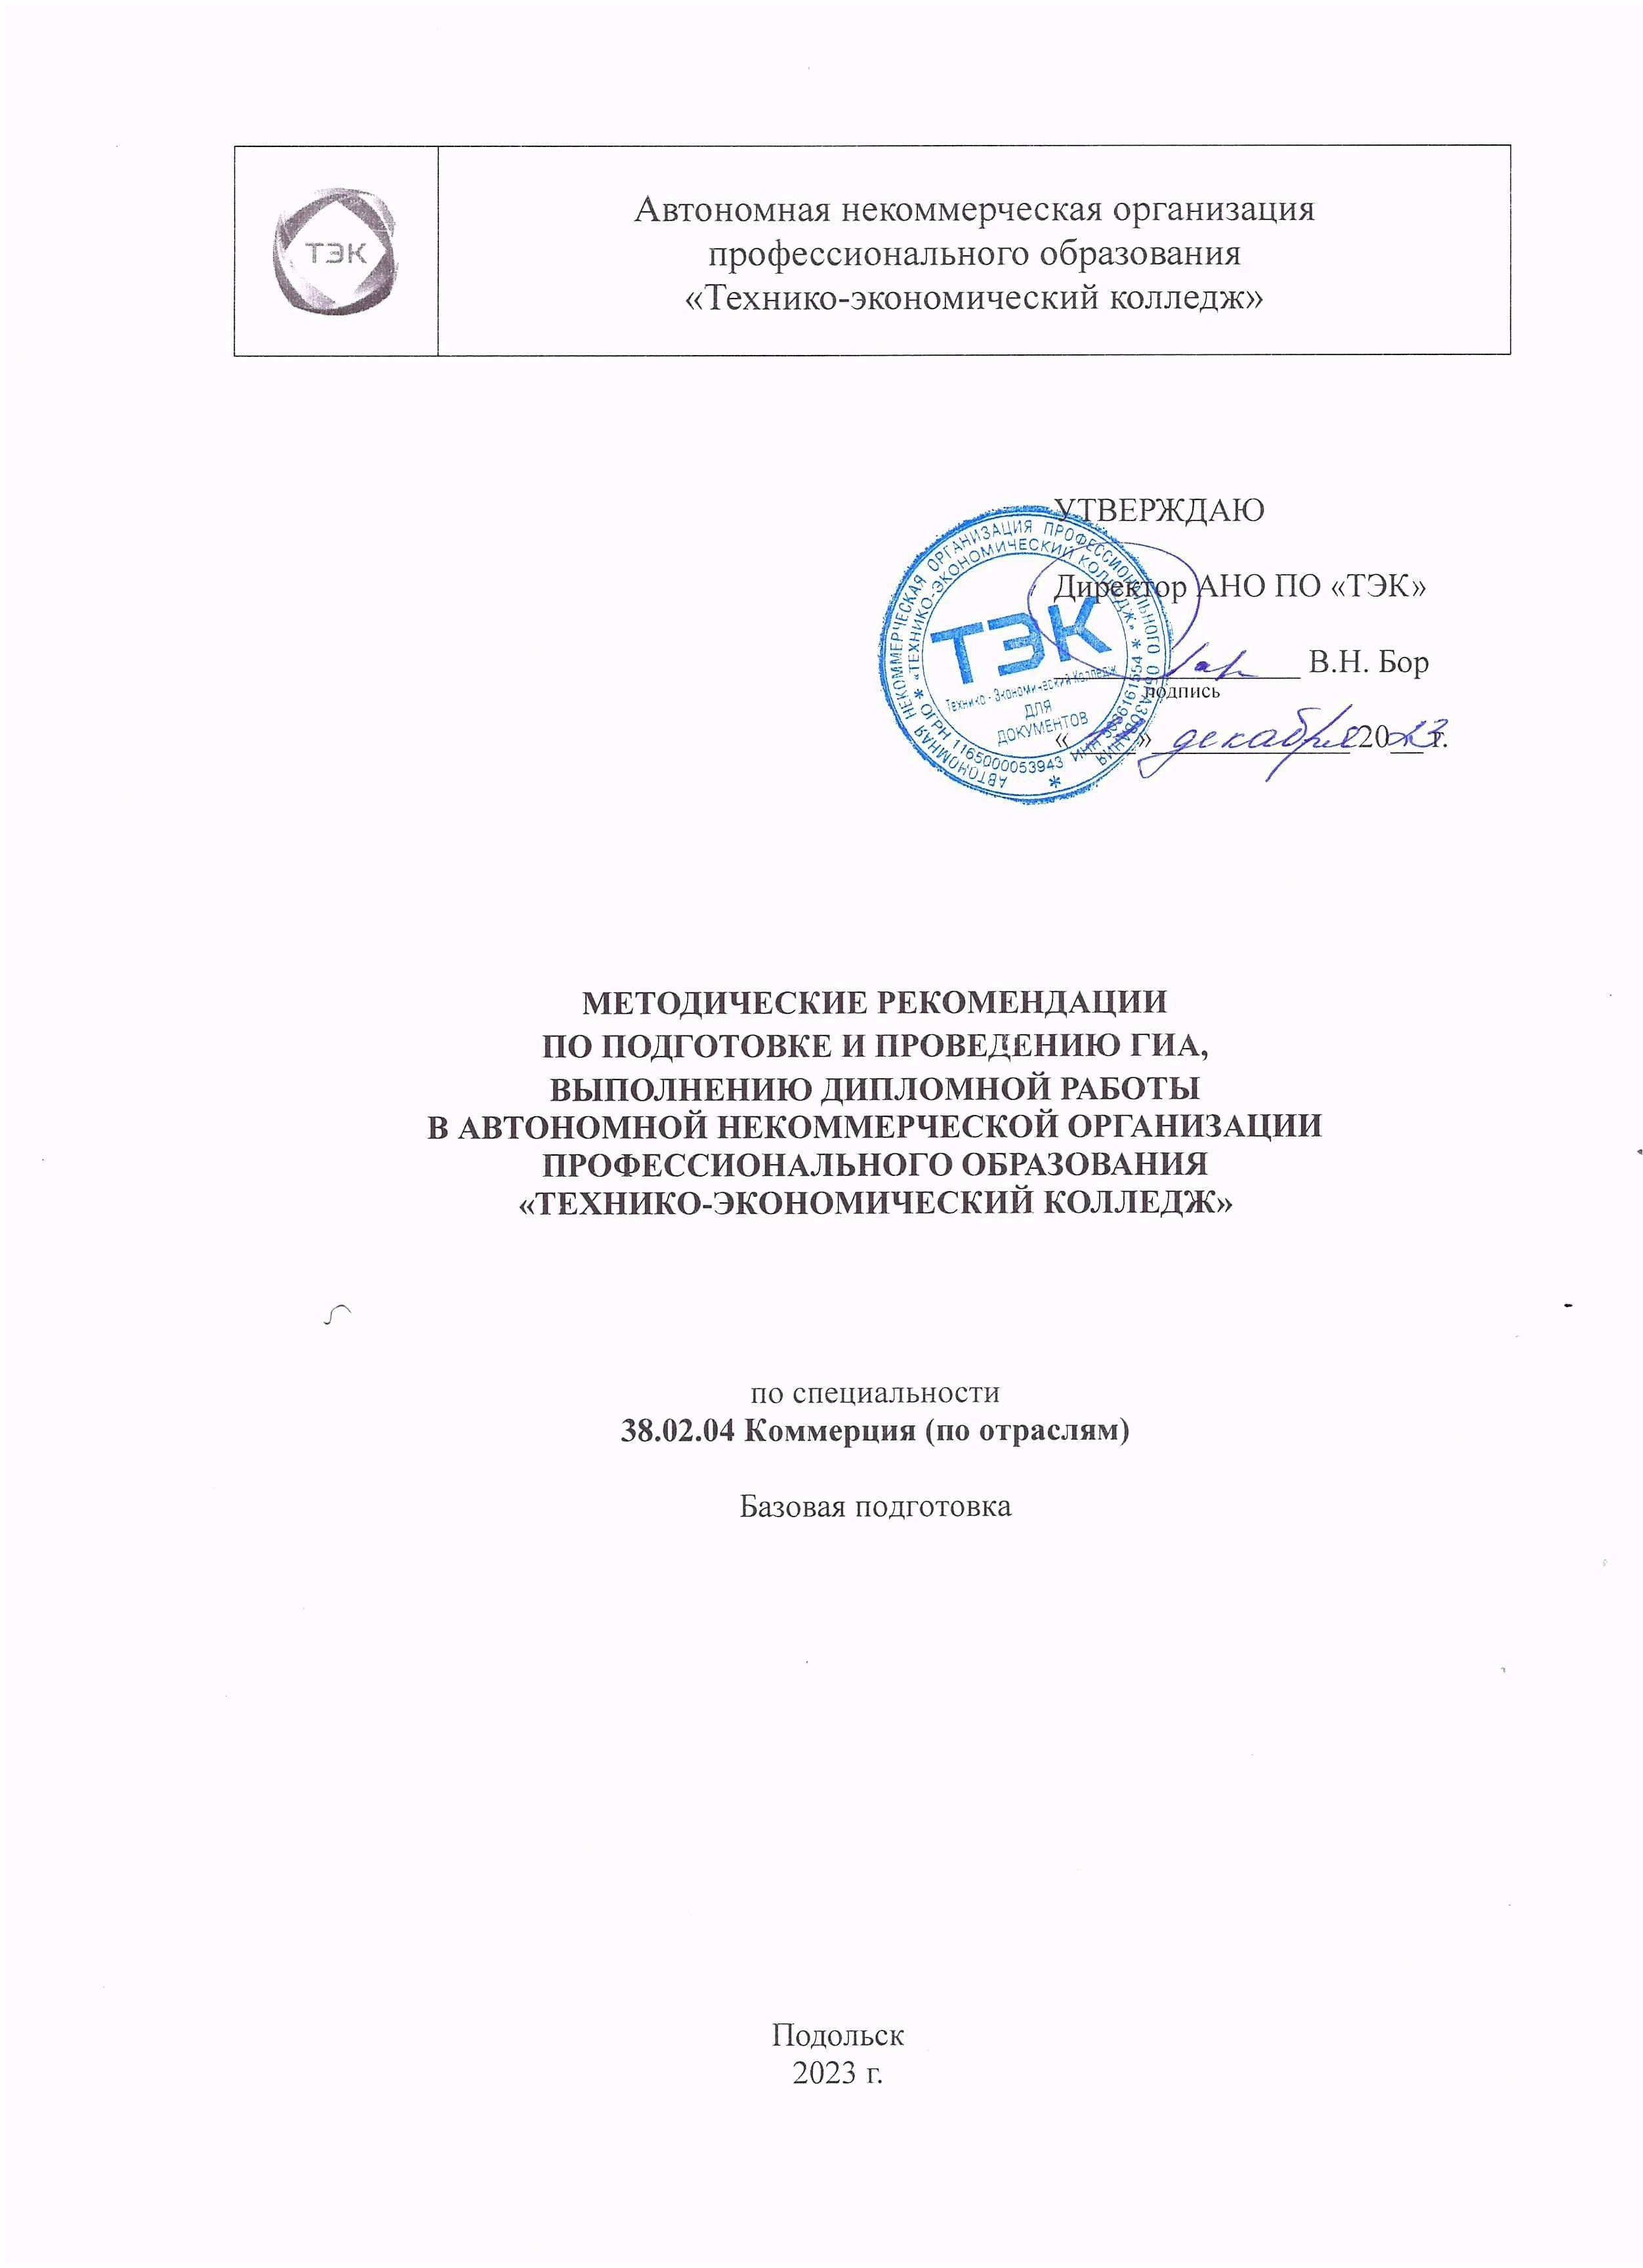 ТЭК
Автономная некоммерческая организация
профессионального образования
«Технико-экономический колледж»
УТВЕРЖДАЮ
Директор АНО ПО «ТЭК»
В.Н. Бор
подпись
« » декабря 2023 г.
АВТОНОМНАЯ НЕКОММЕРЧЕСКАЯ ОРГАНИЗАЦИЯ ПРОФЕССИОНАЛЬНОГО ОБРАЗОВАНИЯ
«ТЕХНИКО-ЭКОНОМИЧЕСКИЙ КОЛЛЕДЖ»
ОГРН 1165000053943 ИНН
ТЭК
Технико - Экономический Колледж
ДЛЯ
ДОКУМЕНТОВ
МЕТОДИЧЕСКИЕ РЕКОМЕНДАЦИИ
ПО ПОДГОТОВКЕ И ПРОВЕДЕНИЮ ГИА,
ВЫПОЛНЕНИЮ ДИПЛОМНОЙ РАБОТЫ
В АВТОНОМНОЙ НЕКОММЕРЧЕСКОЙ ОРГАНИЗАЦИИ
ПРОФЕССИОНАЛЬНОГО ОБРАЗОВАНИЯ
«ТЕХНИКО-ЭКОНОМИЧЕСКИЙ КОЛЛЕДЖ»
по специальности
38.02.04 Коммерция (по отраслям)
Базовая подготовка
Подольск
2023 г.